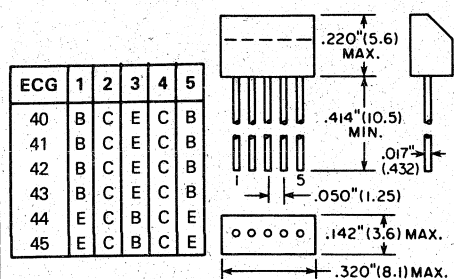 ECG 1 2 3 4 5
40 B C E C B
41 B C E C B
42 B C E C B
43 B C E C B
44 E C B C E
45 E C B C E
.220"(5.6)
MAX.
.414"(10.5)
MIN.
.017"
(.432)
1 5
.050"(1.25)
.142"(3.6) MAX.
.320"(8.1) MAX.